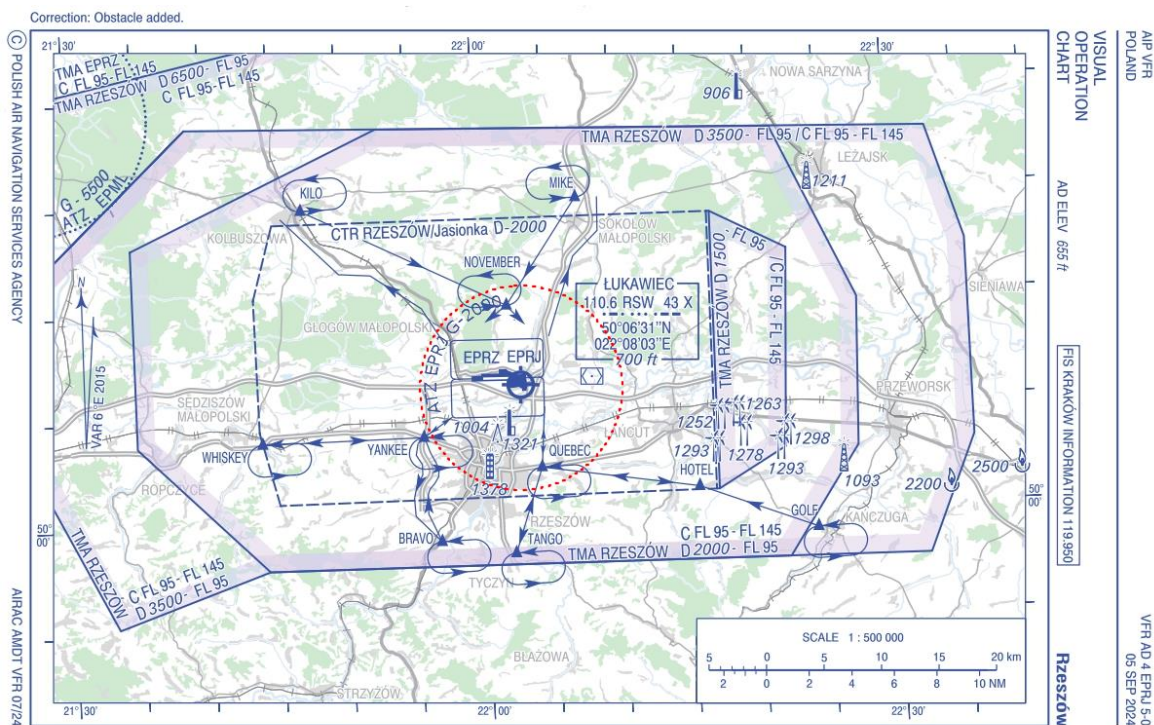 Correction: Obstacle added.
AIP VFR
POLAND
VISUAL
OPERATION
CHART
AD ELEV 655 ft
FIS KRAKÓW INFORMATION 119.950
VFR AD 4 EPRJ 5-0
05 SEP 2024
Rzeszów
© POLISH AIR NAVIGATION SERVICES AGENCY
AIRAC AMDT VFR 07/24
21°30'
22°00'
22°30'
TMA EPRZ
C FL 95-FL 145
TMA RZESZÓW D 6500- FL 95
C FL 95-FL 145
G - 5500
ATZ EPML
N
VAR 6°E 2015
NOWA SARZYNA
906
TMA RZESZÓW D 3500- FL 95 / C FL 95 - FL 145
LEŻAJSK
1211
KILO
MIKE
KOLBUSZOWA
CTR RZESZÓW/Jasionka D-2000
SOKOŁÓW
MAŁOPOLSKI
NOVEMBER
TMA RZESZÓW D 1500 - FL 95 / C FL 95 - FL 145
SIENIAWA
ŁUKAWIEC
110.6 RSW 43 X
50°06'31"N
022°08'03"E
700 ft
GŁOGÓW MAŁOPOLSKI
ATZ EPRJ G-2000
EPRZ EPRJ
SĘDZISZÓW
MAŁOPOLSKI
PRZEWORSK
1004
1321
1378
ŁAŃCUT
1252
1263
1293
1278
1298
1293
1093
2500
2200
WHISKEY
YANKEE
QUEBEC
HOTEL
GOLF
ROPCZYCE
KAŃCZUGA
RZESZÓW
BRAVO
TANGO
TYCZYN
C FL 95-FL 145
TMA RZESZÓW D 2000- FL 95
50°
00'
50°
00'
TMA RZESZÓW
C FL 95-FL 145
D 3500- FL 95
BŁAŻOWA
STRZYŻÓW
SCALE 1 : 500 000
5 0 5 10 15 20 km
2 0 2 4 6 8 10 NM
21°30'
22°00'
22°30'